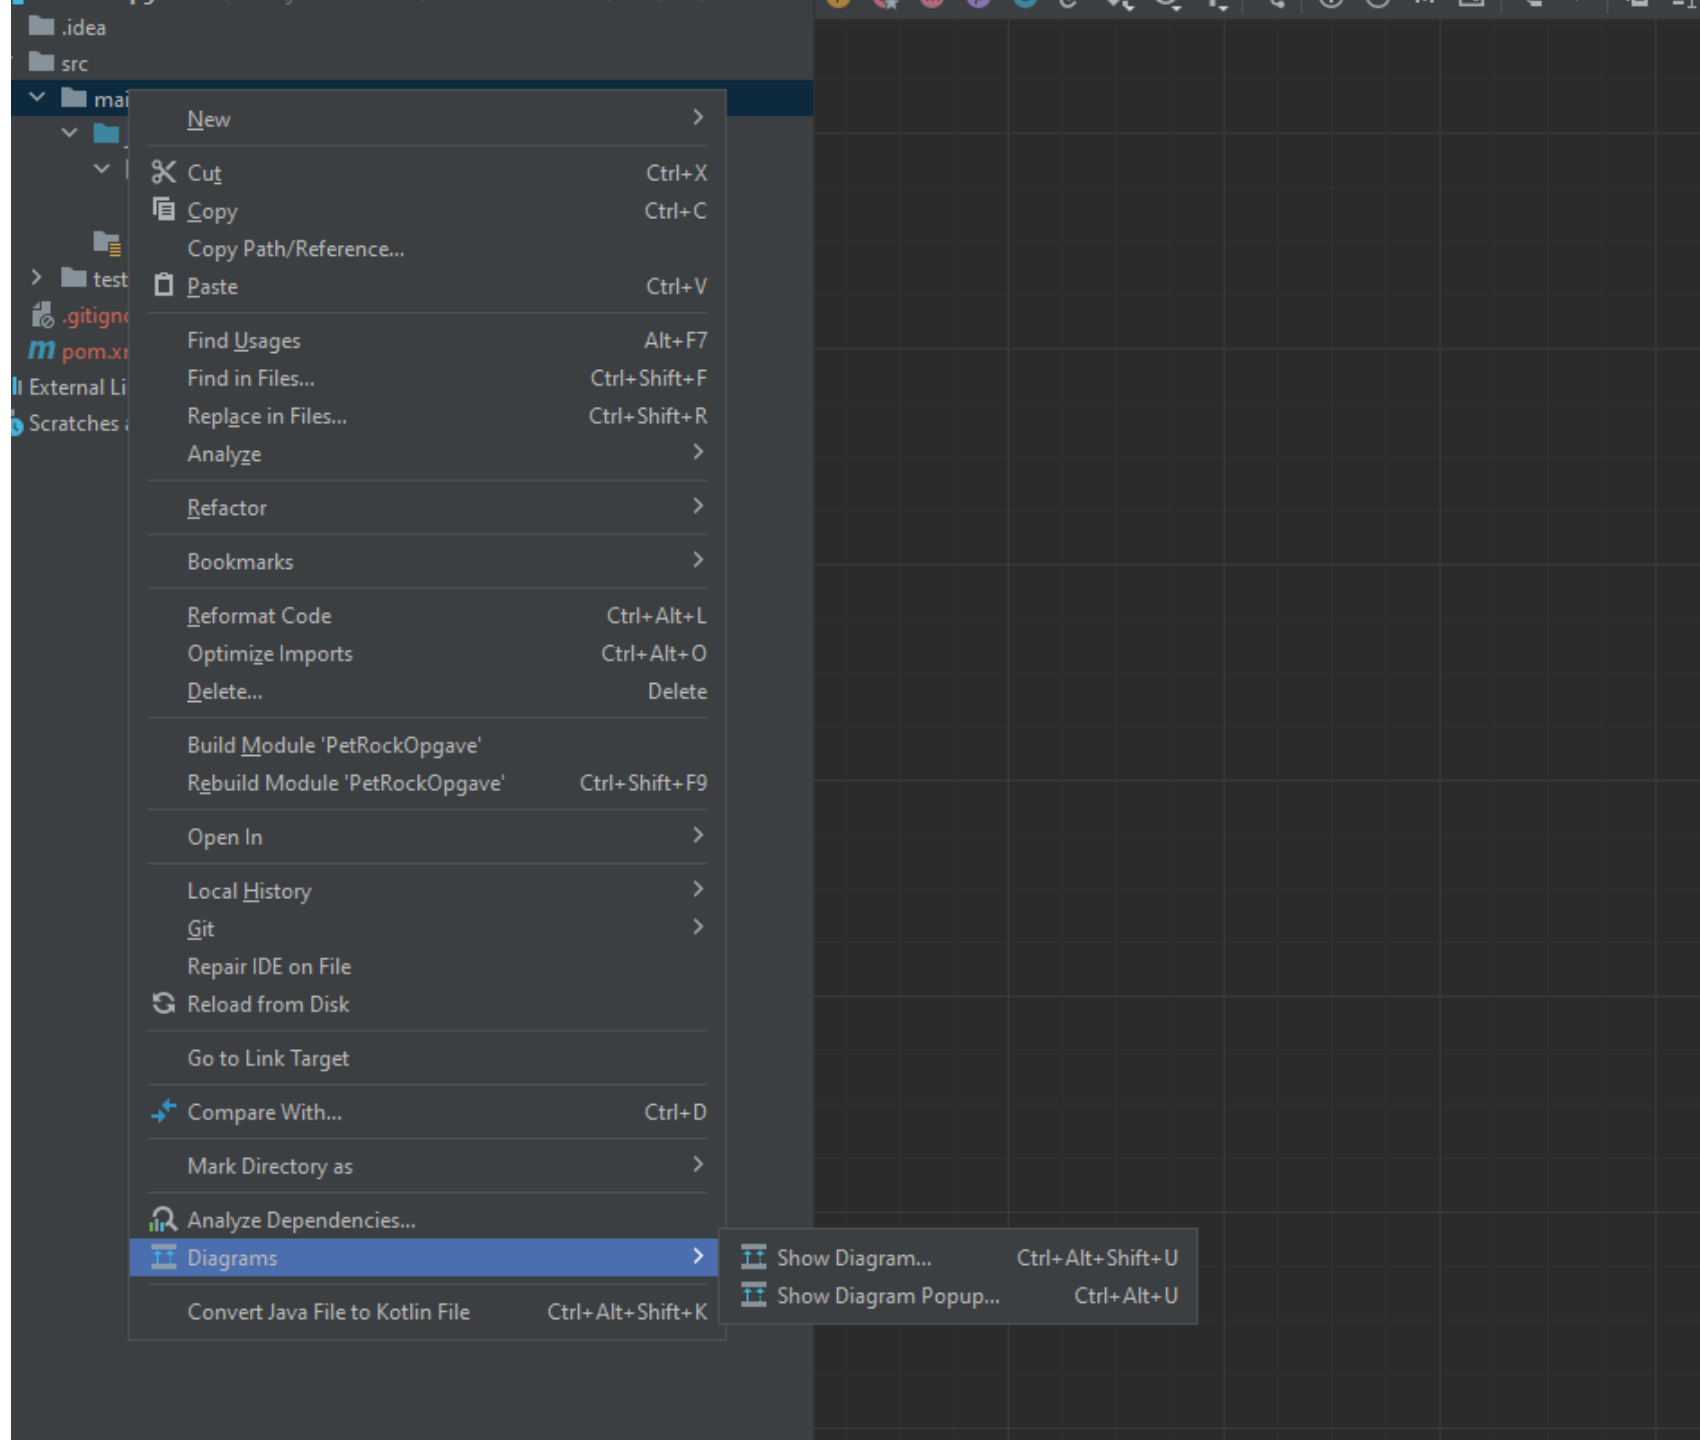 .idea
src
mai
New
Cut Ctrl+X
Copy Ctrl+C
Copy Path/Reference...
test
Paste Ctrl+V
.gitign
Find Usages Alt+F7
pom.x
Find in Files... Ctrl+Shift+F
External Li
Replace in Files... Ctrl+Shift+R
Scratches
Analyze
Refactor
Bookmarks
Reformat Code Ctrl+Alt+L
Optimize Imports Ctrl+Alt+O
Delete... Delete
Build Module 'PetRockOpgave'
Rebuild Module 'PetRockOpgave' Ctrl+Shift+F9
Open In
Local History
Git
Repair IDE on File
Reload from Disk
Go to Link Target
Compare With... Ctrl+D
Mark Directory as
Analyze Dependencies...
Diagrams
Show Diagram... Ctrl+Alt+Shift+U
Show Diagram Popup... Ctrl+Alt+U
Convert Java File to Kotlin File Ctrl+Alt+Shift+K